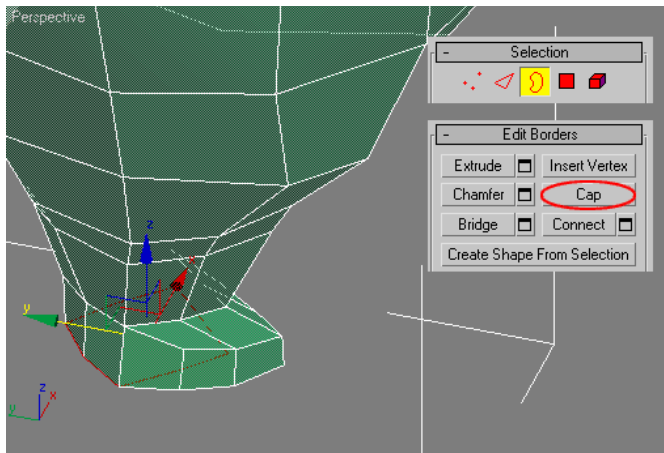 Perspective
- Selection
- Edit Borders
Extrude Insert Vertex
Chamfer Cap
Bridge Connect
Create Shape From Selection
z
x
y
z
x
y